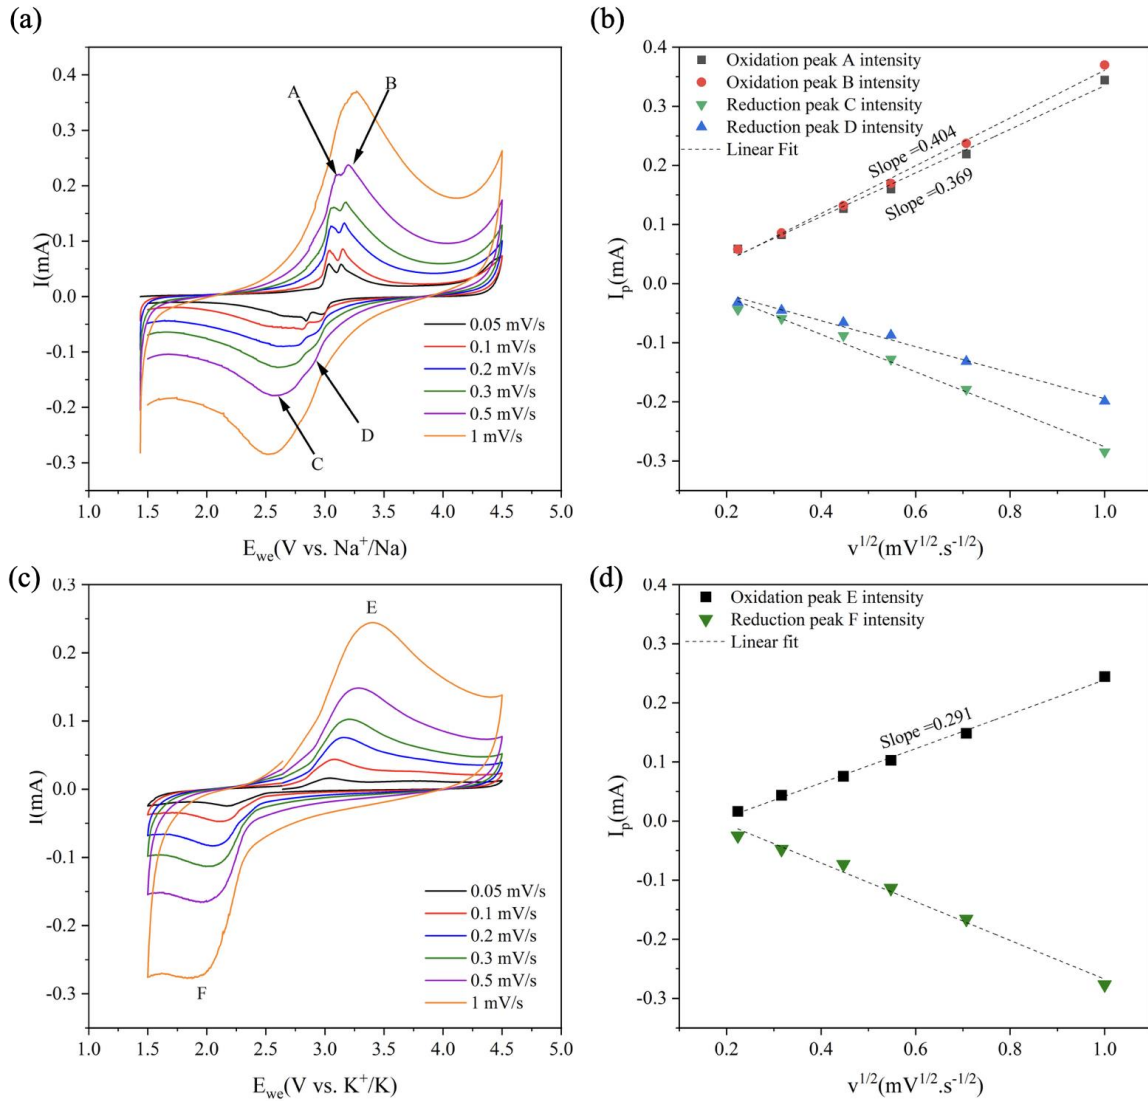 (a)
I(mA)
0.4
0.3
0.2
0.1
0.0
-0.1
-0.2
-0.3
A
B
C
D
0.05 mV/s
0.1 mV/s
0.2 mV/s
0.3 mV/s
0.5 mV/s
1 mV/s
1.0 1.5 2.0 2.5 3.0 3.5 4.0 4.5 5.0
E_we(V vs. Na⁺/Na)
(b)
I_p(mA)
0.4
0.3
0.2
0.1
0.0
-0.1
-0.2
-0.3
Oxidation peak A intensity
Oxidation peak B intensity
Reduction peak C intensity
Reduction peak D intensity
Linear Fit
Slope =0.404
Slope =0.369
0.2 0.4 0.6 0.8 1.0
v^1/2(mV^1/2.s^-1/2)
(c)
I(mA)
0.3
0.2
0.1
0.0
-0.1
-0.2
-0.3
E
F
0.05 mV/s
0.1 mV/s
0.2 mV/s
0.3 mV/s
0.5 mV/s
1 mV/s
1.0 1.5 2.0 2.5 3.0 3.5 4.0 4.5 5.0
E_we(V vs. K⁺/K)
(d)
I_p(mA)
0.4
0.3
0.2
0.1
0.0
-0.1
-0.2
-0.3
Oxidation peak E intensity
Reduction peak F intensity
Linear fit
Slope =0.291
0.2 0.4 0.6 0.8 1.0
v^1/2(mV^1/2.s^-1/2)